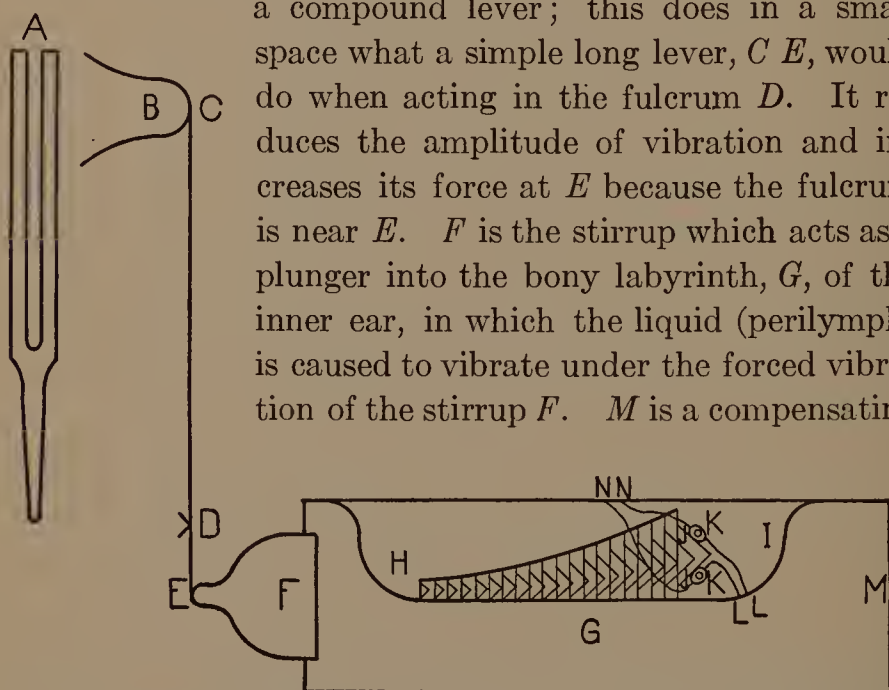 a compound lever; this does in a sma
space what a simple long lever, C E, woul
do when acting in the fulcrum D. It r
duces the amplitude of vibration and i
creases its force at E because the fulcru
is near E. F is the stirrup which acts as
plunger into the bony labyrinth, G, of t
inner ear, in which the liquid (perilymp
is caused to vibrate under the forced vibr
tion of the stirrup F. M is a compensatin
A
B C
D
E F
H
NN
K
K
I
G
LL
M